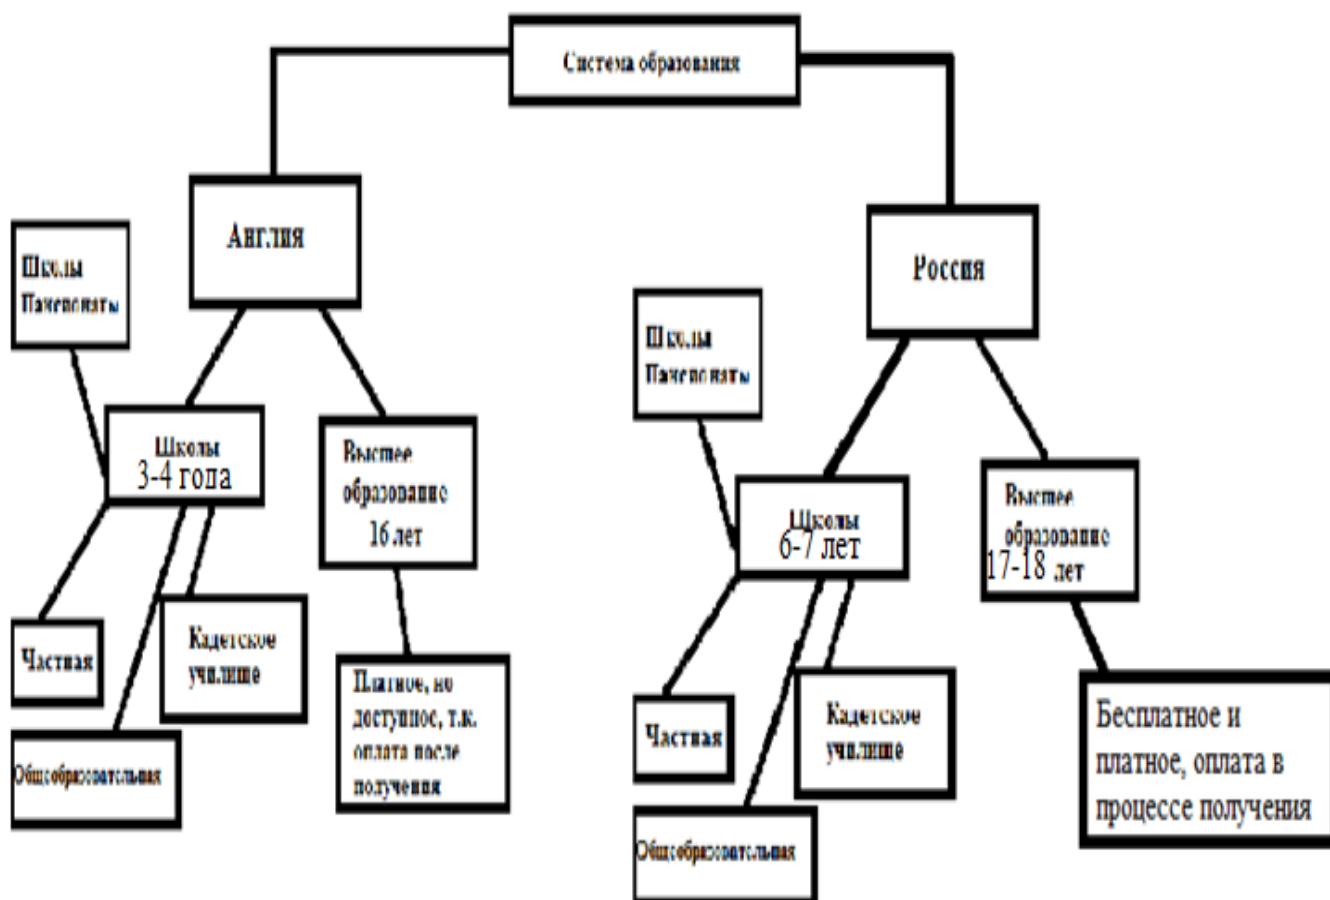 Система образования
Англия
Школы
Пансионаты
Школы
3-4 года
Высшее
образование
16 лет
Частная
Кадетское
училище
Общеобразовательная
Платное, но
доступное, т.к.
оплата после
получения
Россия
Школы
Пансионаты
Школы
6-7 лет
Высшее
образование
17-18 лет
Частная
Кадетское
училище
Общеобразовательная
Бесплатное и
платное, оплата в
процессе получения